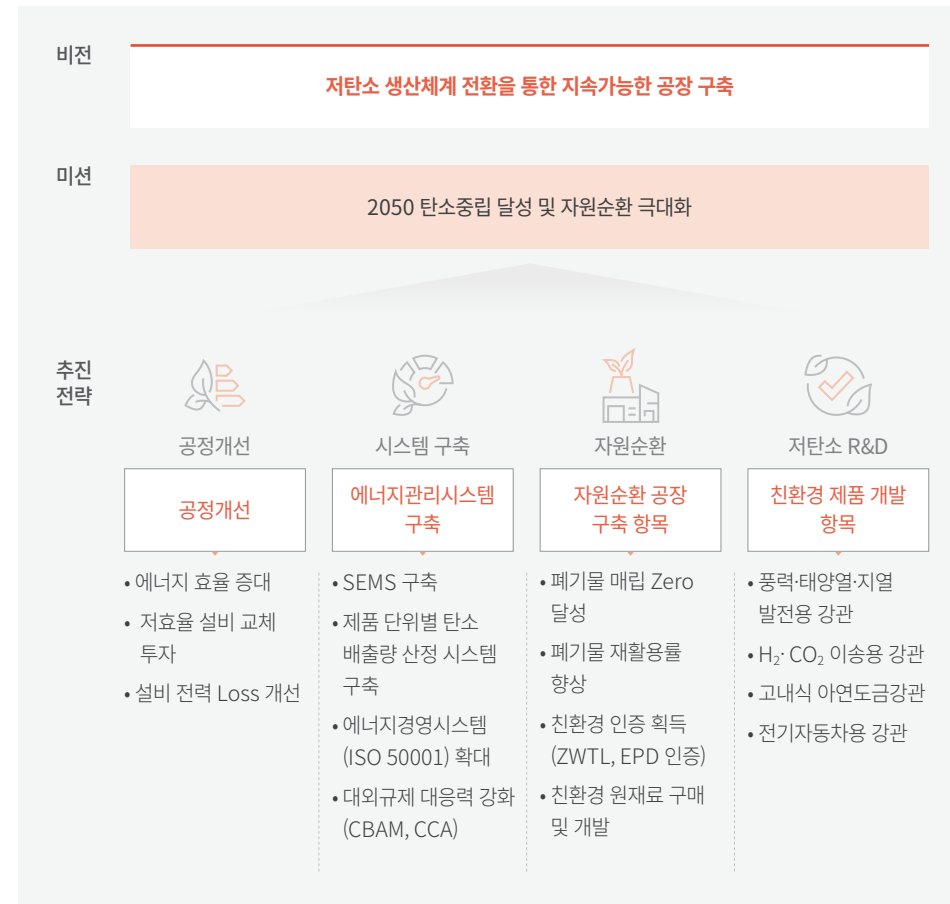 비전
저탄소 생산체계 전환을 통한 지속가능한 공장 구축
미션
2050 탄소중립 달성 및 자원순환 극대화
추진
전략
공정개선
공정개선
• 에너지 효율 증대
• 저효율 설비 교체
투자
• 설비 전력 Loss 개선
시스템 구축
에너지관리시스템
구축
• SEMS 구축
• 제품 단위별 탄소
배출량 산정 시스템
구축
• 에너지경영시스템
(ISO 50001) 확대
• 대외규제 대응력 강화
(CBAM, CCA)
자원순환
자원순환 공장
구축 항목
• 폐기물 매립 Zero
달성
• 폐기물 재활용률
향상
• 친환경 인증 획득
(ZWTL, EPD 인증)
• 친환경 원재료 구매
및 개발
저탄소 R&D
친환경 제품 개발
항목
• 풍력·태양열·지열
발전용 강관
• H₂· CO₂ 이송용 강관
• 고내식 아연도금강관
• 전기자동차용 강관